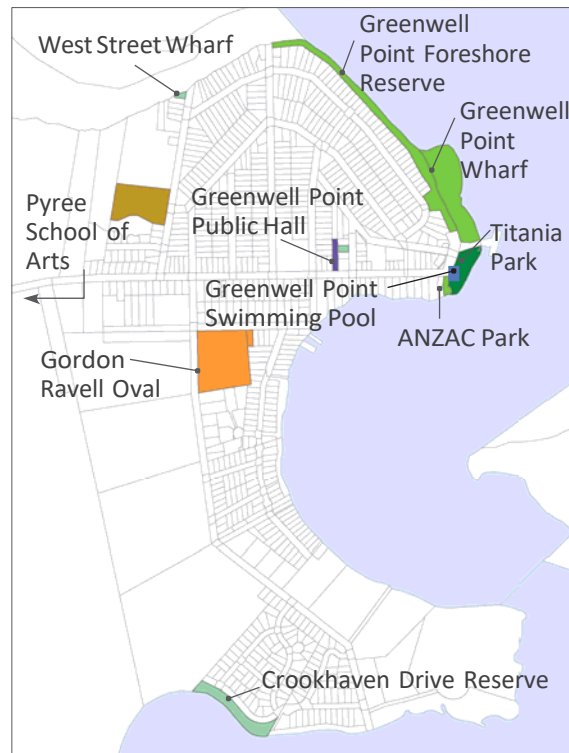 Greenwell
Point Foreshore
Reserve
West Street Wharf
Greenwell
Point
Wharf
Greenwell Point
Public Hall
Pyree
School of
Arts
Titania
Park
Greenwell Point
Swimming Pool
ANZAC Park
Gordon
Ravell Oval
Crookhaven Drive Reserve